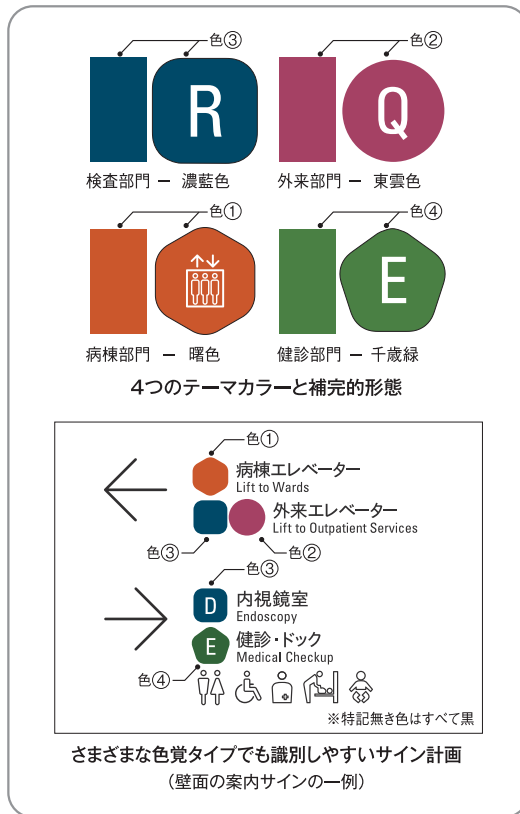 色③
色②
R
Q
検査部門 ー 濃藍色
外来部門 ー 東雲色
色①
色④
E
病棟部門 ー 曙色
健診部門 ー 千歳緑
4つのテーマカラーと補完的形態
色①
病棟エレベーター
Lift to Wards
外来エレベーター
Lift to Outpatient Services
色③
色②
色③
D
内視鏡室
Endoscopy
E
健診・ドック
Medical Checkup
色④
※特記無き色はすべて黒
さまざまな色覚タイプでも識別しやすいサイン計画
(壁面の案内サインの一例)